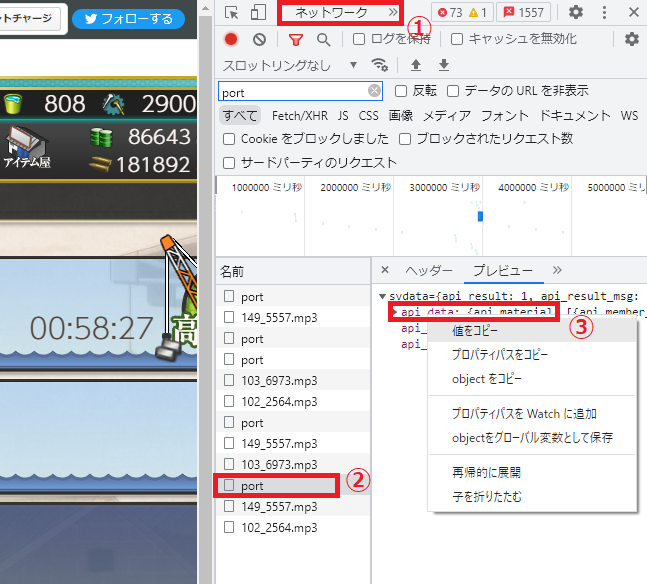 ットチャージ
フォローする
808
2900
アイテム屋
86643
181892
00:58:27
高
ネットワーク
»
①
73
1
1557
ログを保持
キャッシュを無効化
スロットリングなし
port
反転
データの URL を非表示
すべて
Fetch/XHR
JS
CSS
画像
メディア
フォント
ドキュメント
WS
Cookie をブロックしました
ブロックされたリクエスト数
サードパーティのリクエスト
1000000 ミリ秒
2000000 ミリ秒
3000000 ミリ秒
4000000 ミリ秒
5000000 ミリ秒
名前
port
149_5557.mp3
port
port
103_6973.mp3
102_2564.mp3
port
149_5557.mp3
103_6973.mp3
port
②
149_5557.mp3
102_2564.mp3
× ヘッダー プレビュー »
svdata={api_result: 1, api_result_msg:
api_data: {api_material: [{api_member_
③
api_
api_
値をコピー
プロパティパスをコピー
object をコピー
プロパティパスを Watch に追加
objectをグローバル変数として保存
再帰的に展開
子を折りたたむ